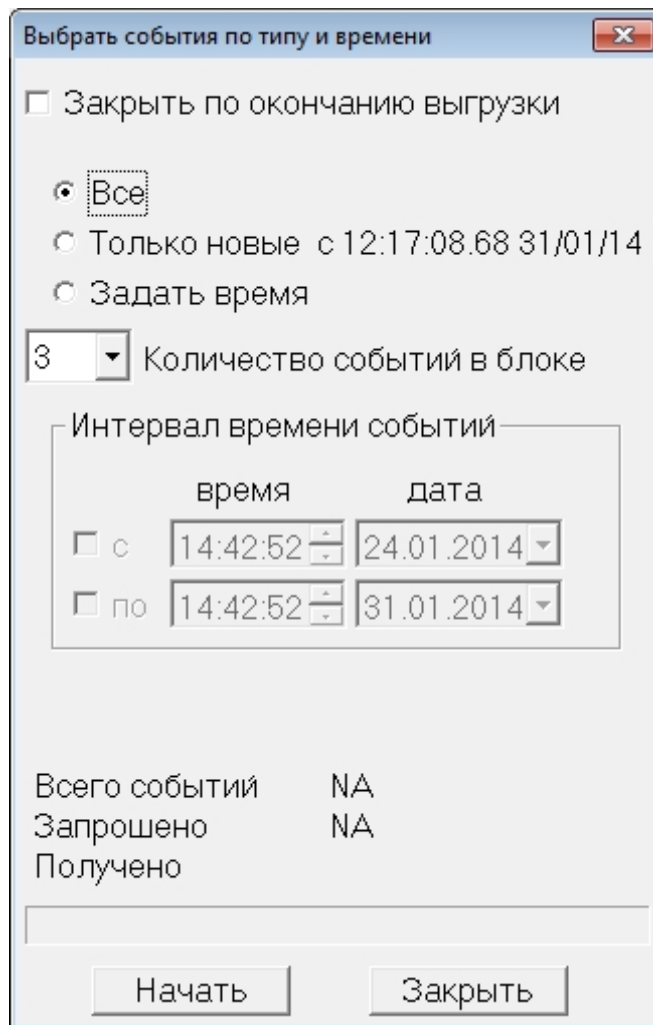 Выбрать события по типу и времени
Закрыть по окончанию выгрузки
Все
Только новые с 12:17:08.68 31/01/14
Задать время
3 Количество событий в блоке
Интервал времени событий
время дата
с 14:42:52 24.01.2014
по 14:42:52 31.01.2014
Всего событий NA
Запрошено NA
Получено
Начать Закрыть